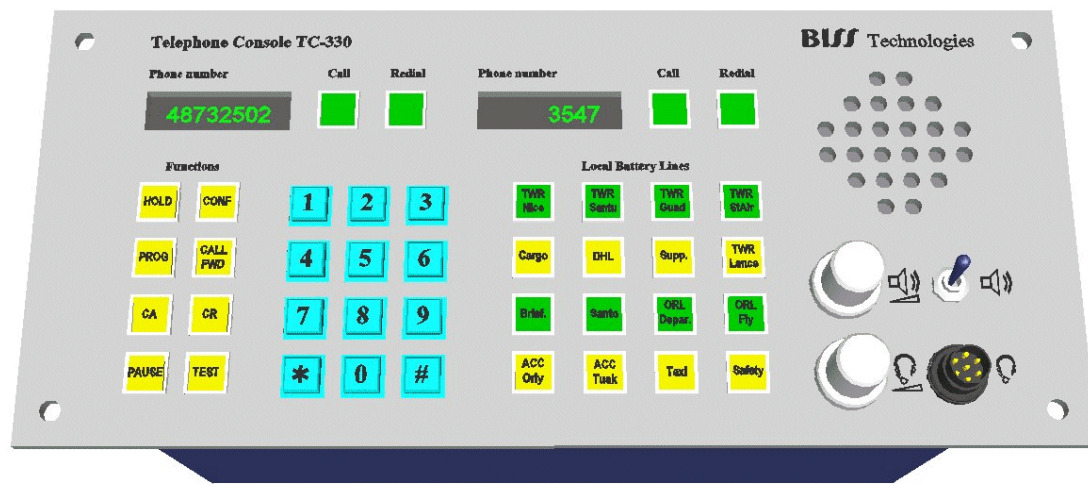 Telephone Console TC-330
BISS Technologies
Phone number Call Redial Phone number Call Redial
48732502 3547
Functions Local Battery Lines
HOLD CONF 1 2 3 TWR TWR TWR TWR
Nice Santu Guad StAlr
PROG CALL 4 5 6 Cargo DHL Supp. TWR
FWD Lance
CA CR 7 8 9 Brief. Santo ORL ORL
Depar. Fly
PAUSE TEST * 0 # ACC ACC Taxi Safety
Orly Tusk